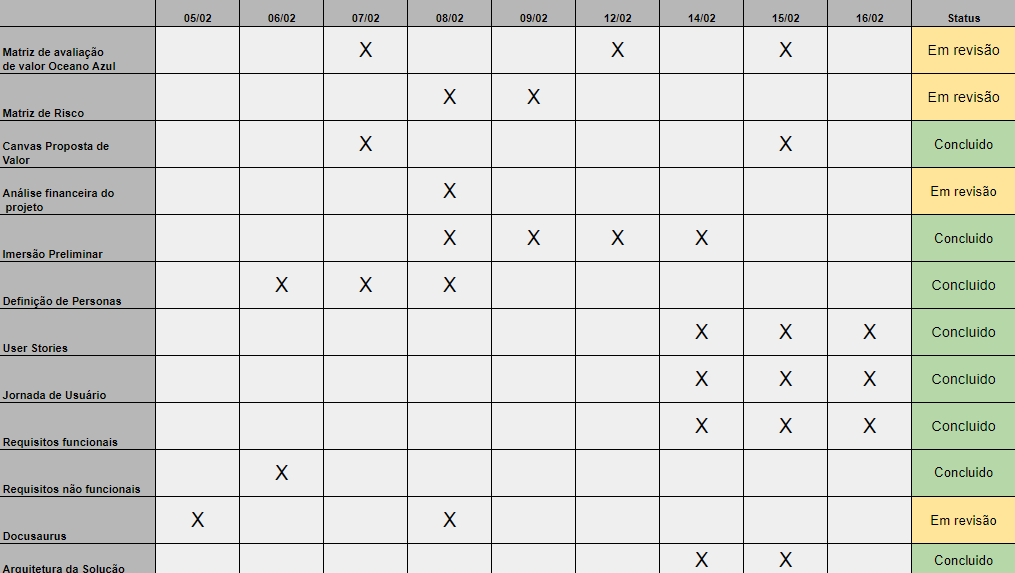 05/02 06/02 07/02 08/02 09/02 12/02 14/02 15/02 16/02 Status
Matriz de avaliação
de valor Oceano Azul X X X Em revisão
Matriz de Risco X X Em revisão
Canvas Proposta de
Valor X X Concluido
Análise financeira do
projeto X Em revisão
Imersão Preliminar X X X X Concluido
Definição de Personas X X X Concluido
User Stories X X X Concluido
Jornada de Usuário X X X Concluido
Requisitos funcionais X X X Concluido
Requisitos não funcionais X Concluido
Docusaurus X X Em revisão
Arquitetura da Solução X X Concluido